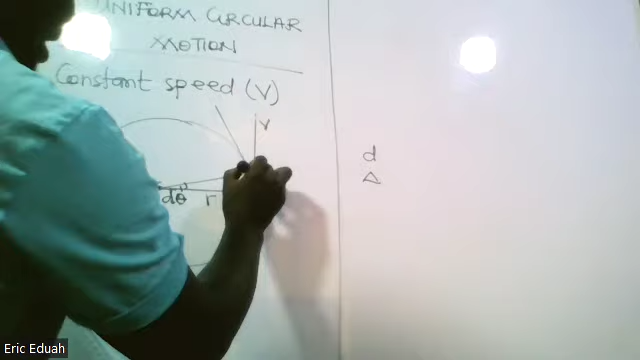 UNIFORM CIRCULAR
MOTION
Constant speed (V)
V
d
Δ
dθ r
Eric Eduah